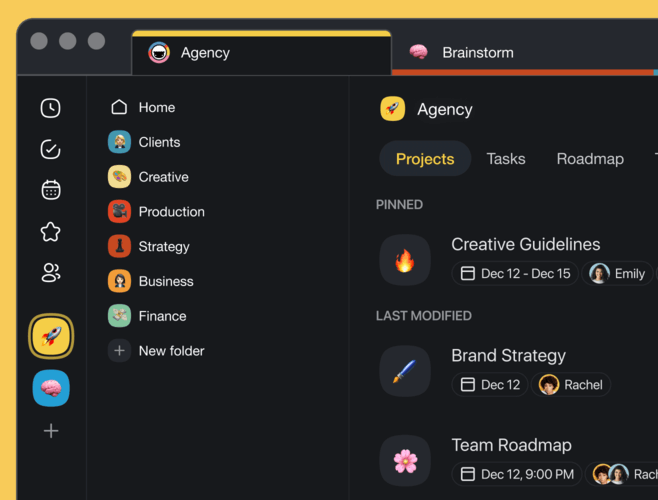 Agency
Brainstorm
Home
Clients
Creative
Production
Strategy
Business
Finance
New folder
Agency
Projects Tasks Roadmap
PINNED
Creative Guidelines
Dec 12 - Dec 15 Emily
LAST MODIFIED
Brand Strategy
Dec 12 Rachel
Team Roadmap
Dec 12, 9:00 PM